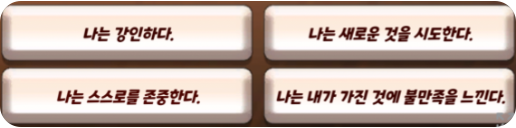 나는 강인하다.
나는 새로운 것을 시도한다.
나는 스스로를 존중한다.
나는 내가 가진 것에 불만족을 느낀다.